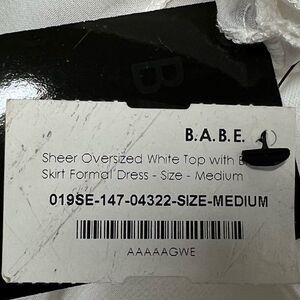 B
B.A.B.E.
Sheer Oversized White Top with
Skirt Formal Dress - Size - Medium
019SE-147-04322-SIZE-MEDIUM
AAAAAGWE